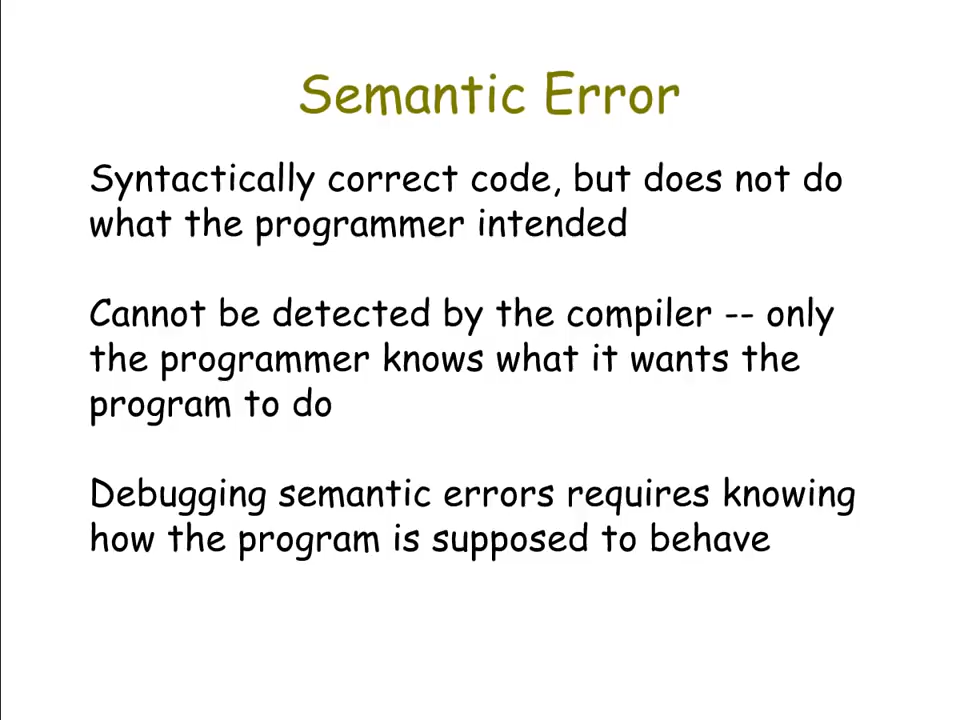 Semantic Error
Syntactically correct code, but does not do
what the programmer intended
Cannot be detected by the compiler -- only
the programmer knows what it wants the
program to do
Debugging semantic errors requires knowing
how the program is supposed to behave